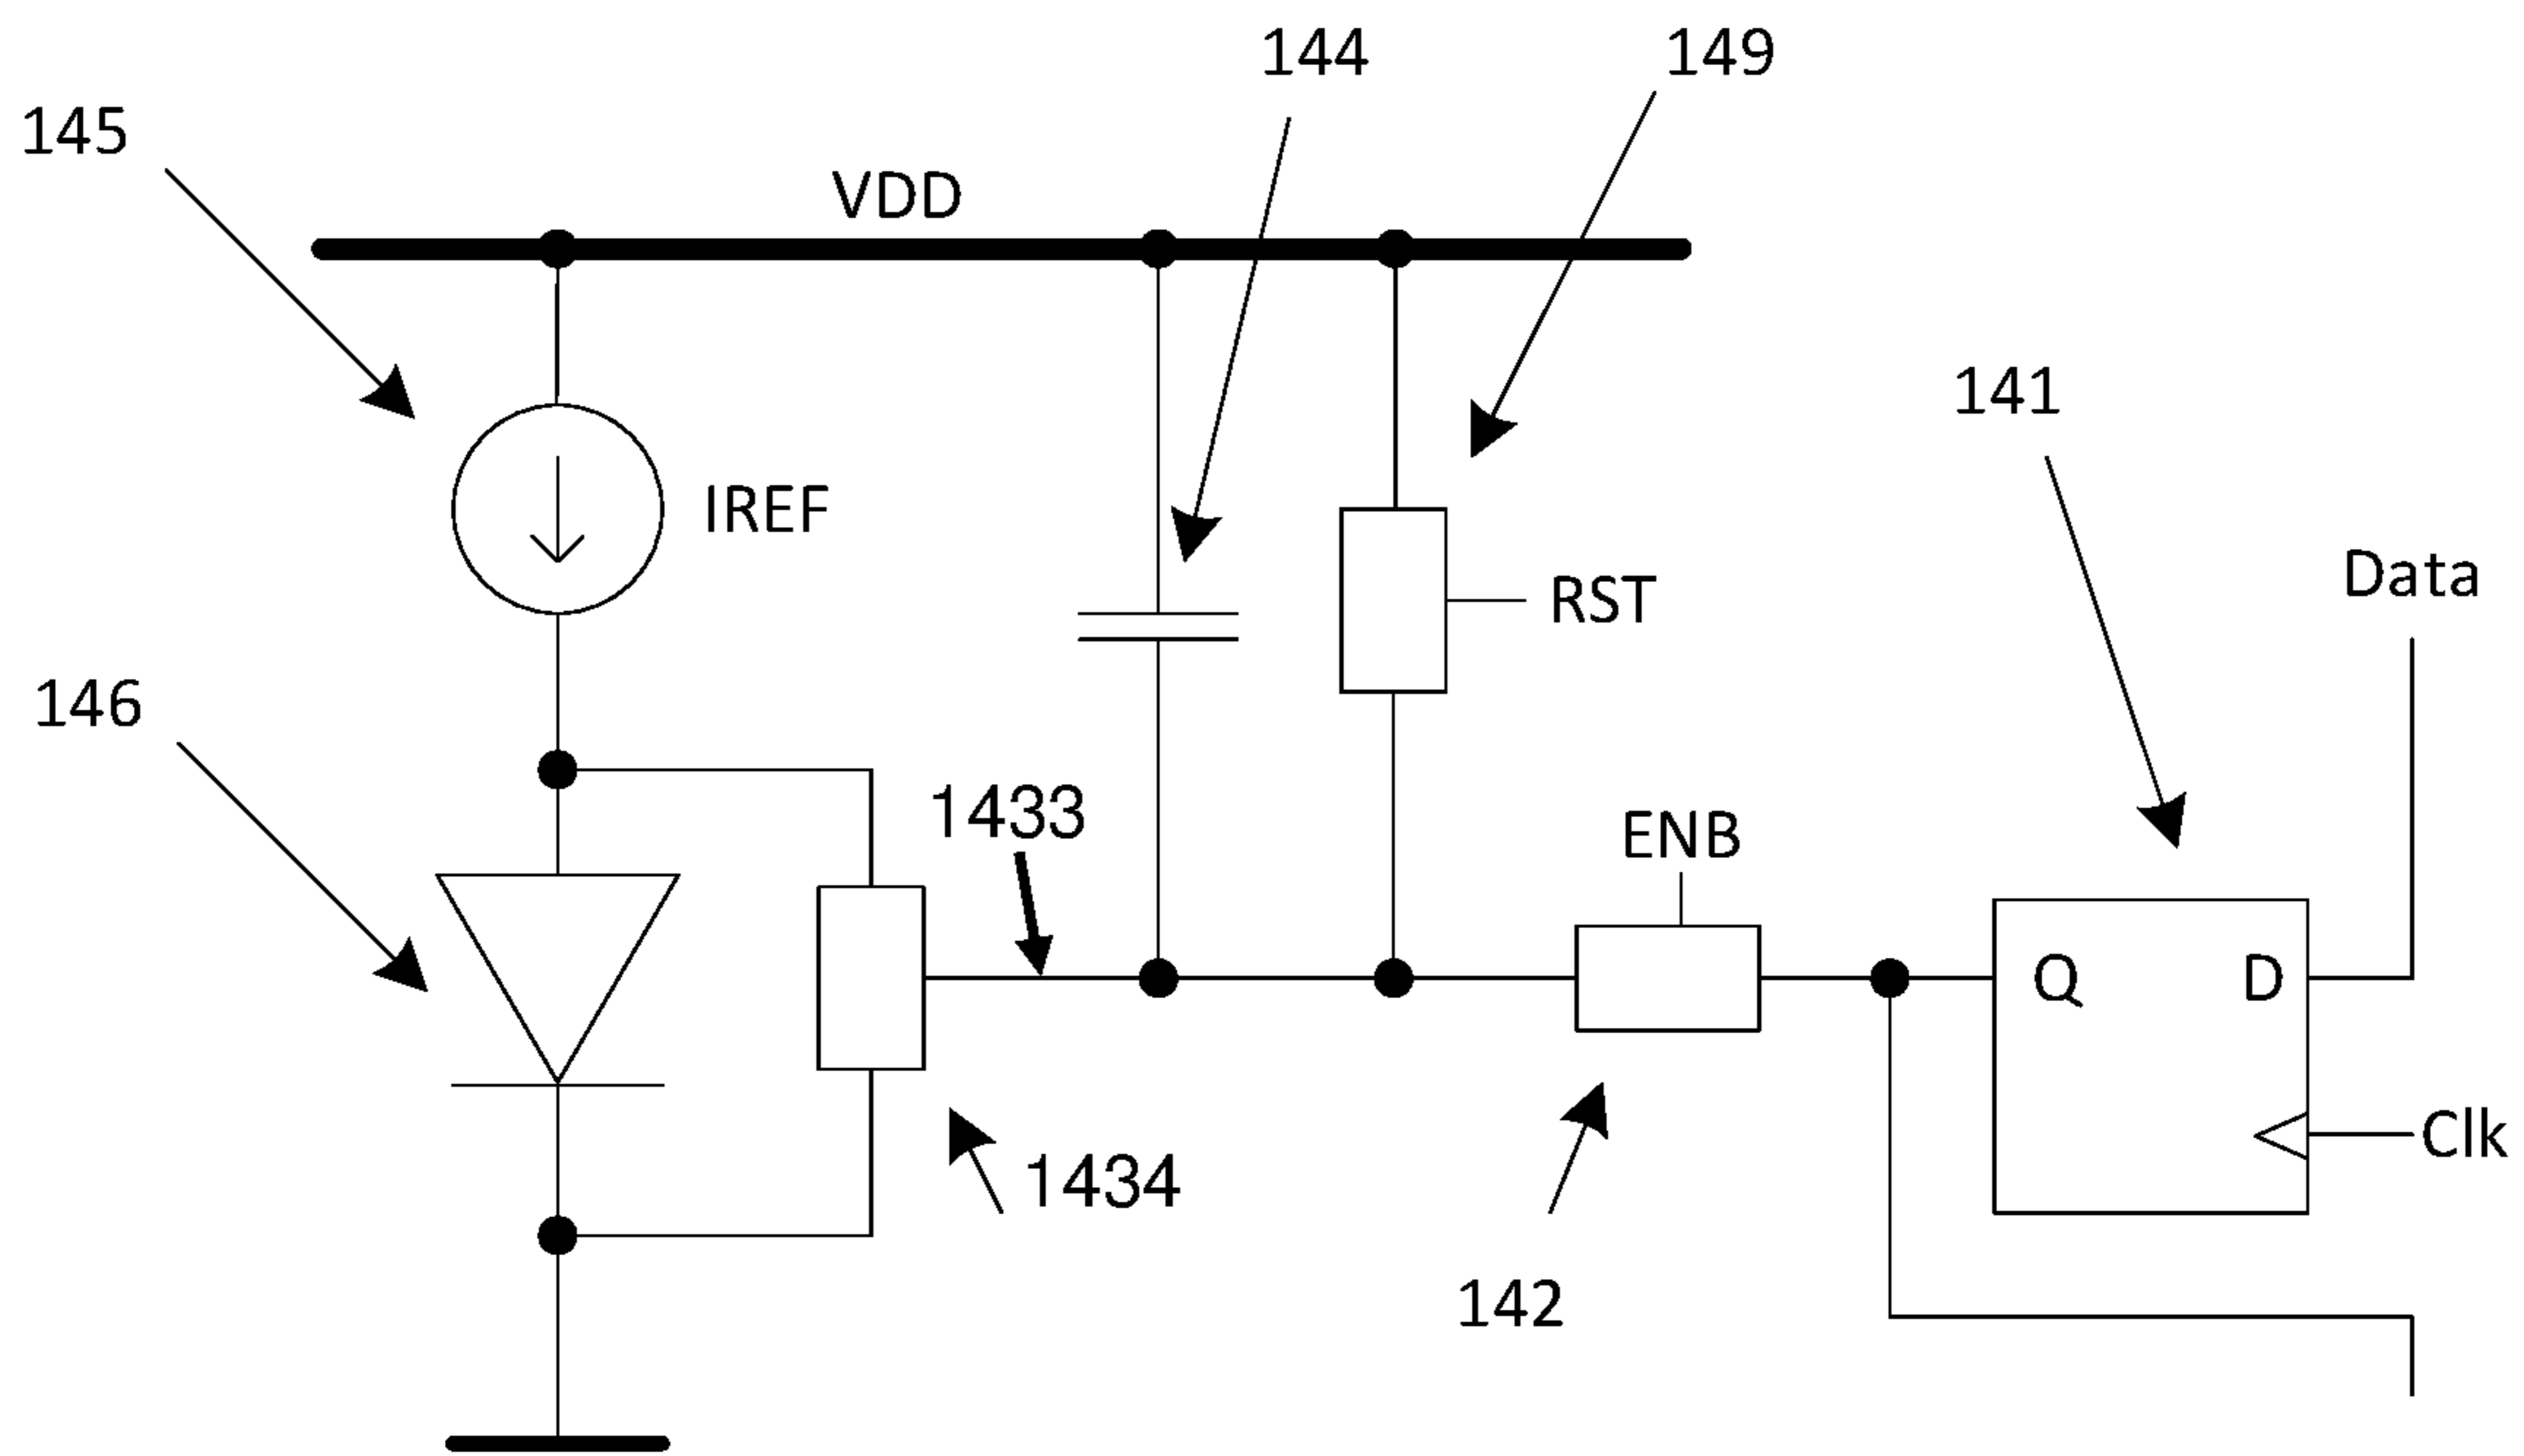 144
149
145
VDD
141
IREF
Data
RST
146
1433
ENB
Q
D
Clk
1434
142